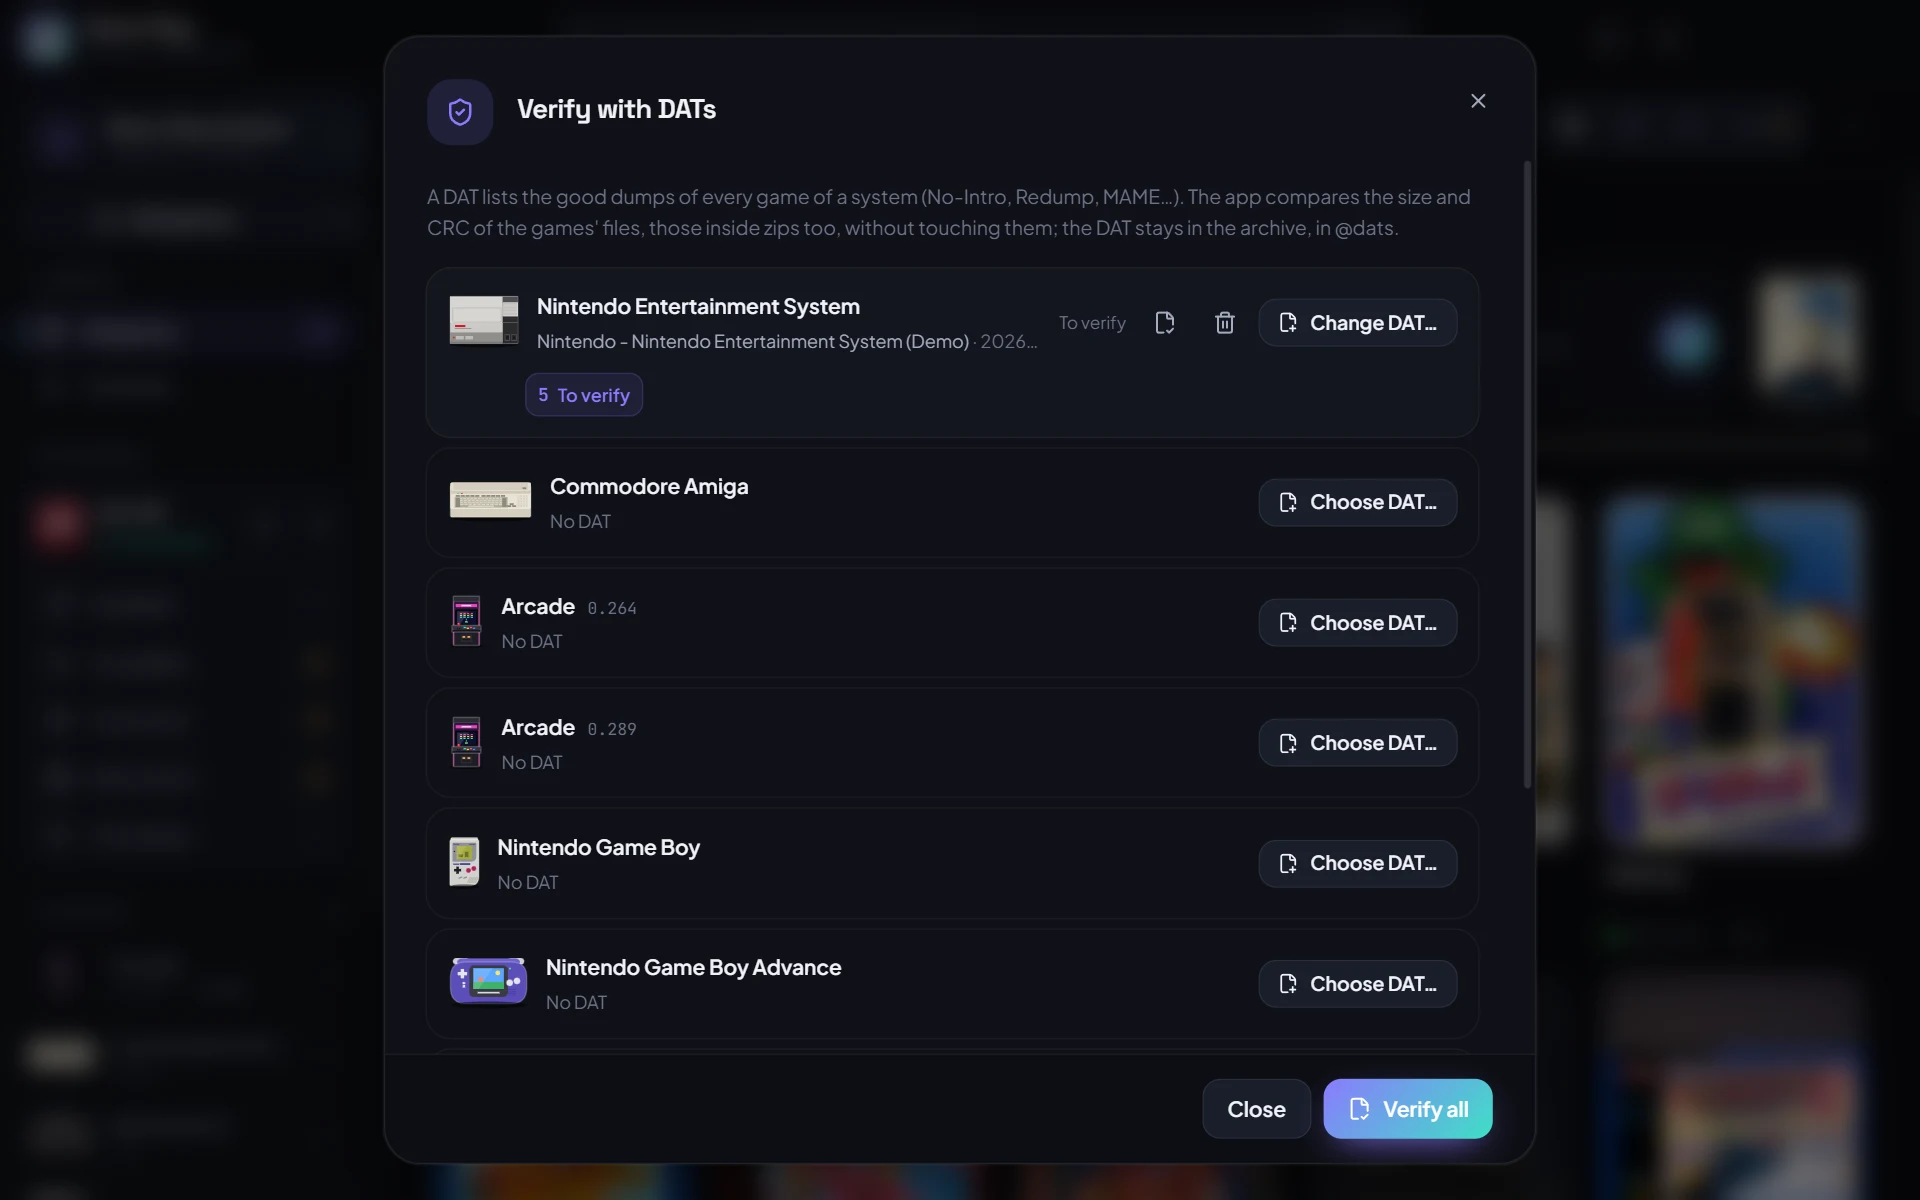 Verify with DATs
A DAT lists the good dumps of every game of a system (No-Intro, Redump, MAME…). The app compares the size and
CRC of the games' files, those inside zips too, without touching them; the DAT stays in the archive, in @dats.
Nintendo Entertainment System
Nintendo - Nintendo Entertainment System (Demo) · 2026…
To verify
Change DAT…
5 To verify
Commodore Amiga
No DAT
Choose DAT…
Arcade 0.264
No DAT
Choose DAT…
Arcade 0.289
No DAT
Choose DAT…
Nintendo Game Boy
No DAT
Choose DAT…
Nintendo Game Boy Advance
No DAT
Choose DAT…
Close
Verify all